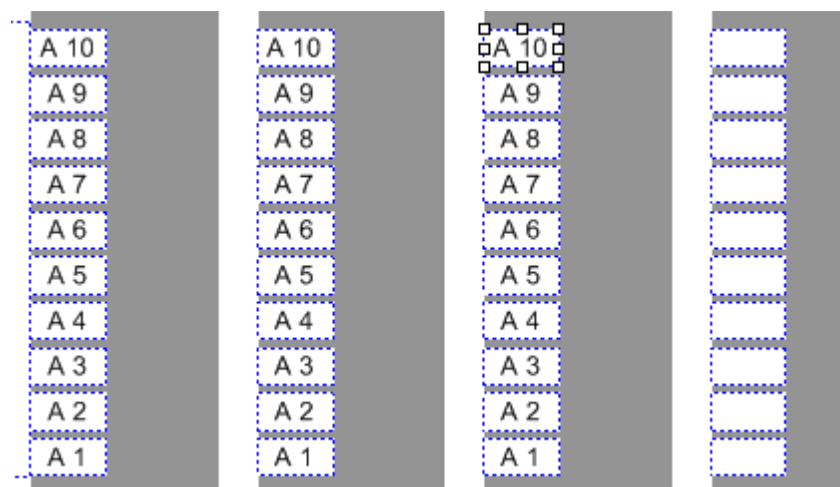 A 10 A 10 A 10
A 9 A 9 A 9
A 8 A 8 A 8
A 7 A 7 A 7
A 6 A 6 A 6
A 5 A 5 A 5
A 4 A 4 A 4
A 3 A 3 A 3
A 2 A 2 A 2
A 1 A 1 A 1